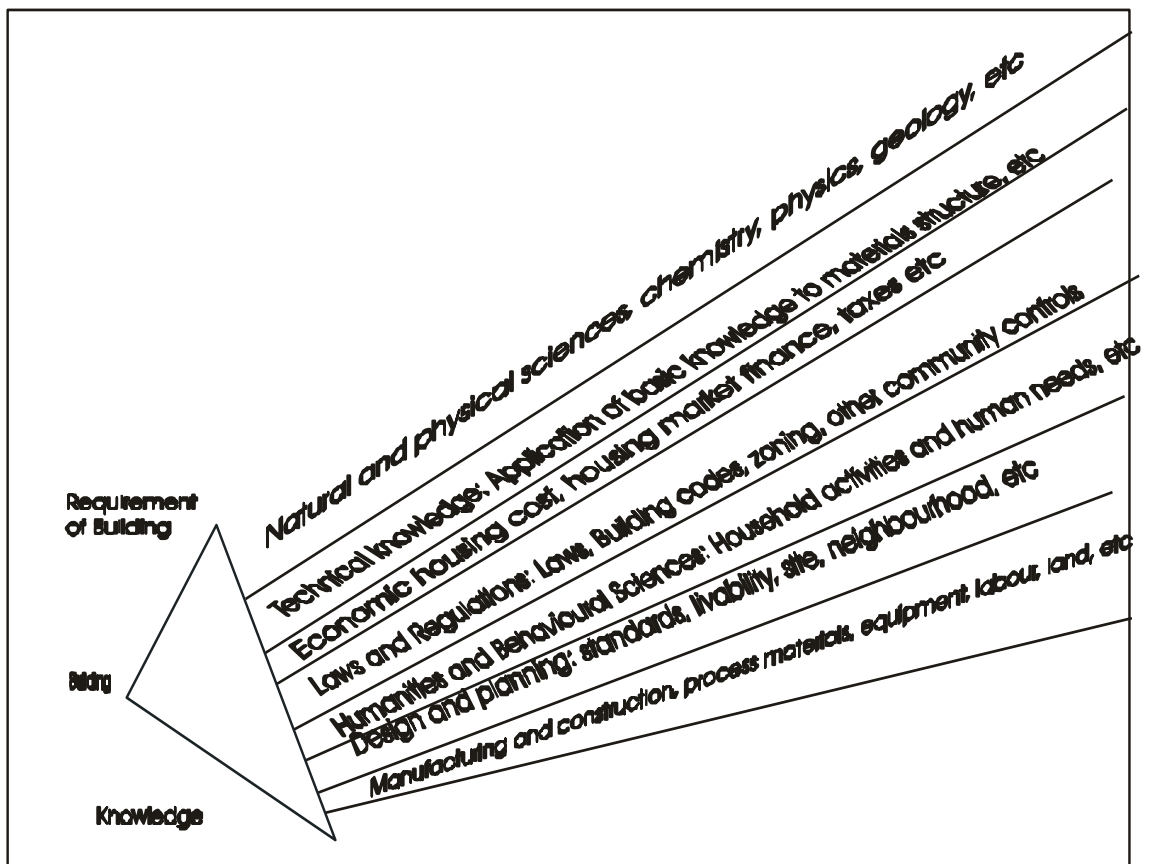 Natural and physical sciences, chemistry, physics, geology, etc
Technical knowledge: Application of basic knowledge to materials structure, etc
Economic housing cost, housing market finance, taxes etc
Laws and Regulations: Laws, Building codes, zoning, other community controls
Humanities and Behavioural Sciences: Household activities and human needs, etc
Design and planning: standards, livability, site, neighbourhood, etc
Manufacturing and construction, process materials, equipment, labour, land, etc
Requirement
of Building
Building
Knowledge